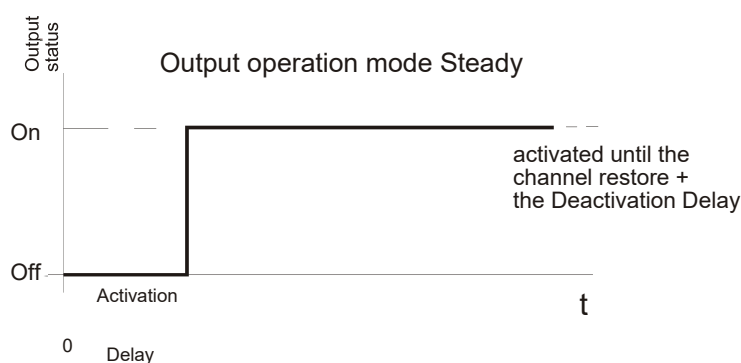 Output
status
Output operation mode Steady
On
activated until the
channel restore +
the Deactivation Delay
Off
Activation
t
0
Delay